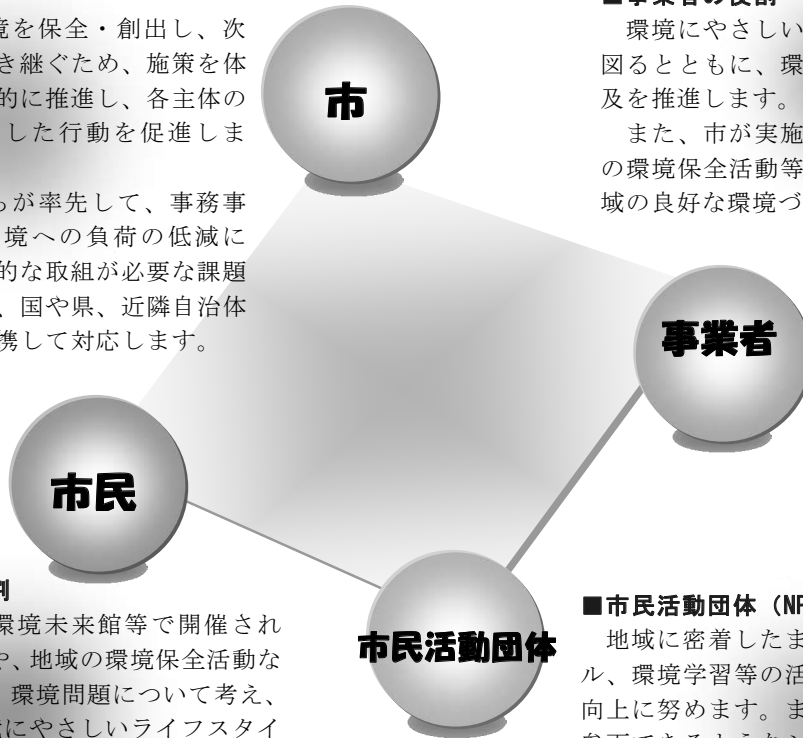 境を保全・創出し、次
き継ぐため、施策を体
的に推進し、各主体の
した行動を促進しま
らが率先して、事務事
境への負荷の低減に
的な取組が必要な課題
、国や県、近隣自治体
携して対応します。
市
環境にやさしい
図るとともに、環
及を推進します。
また、市が実施
の環境保全活動等
域の良好な環境づ
事業者
市民
環境未来館等で開催され
や、地域の環境保全活動な
、環境問題について考え、
にやさしいライフスタイ
市民活動団体
■市民活動団体（NP
地域に密着したま
ル、環境学習等の活
向上に努めます。ま